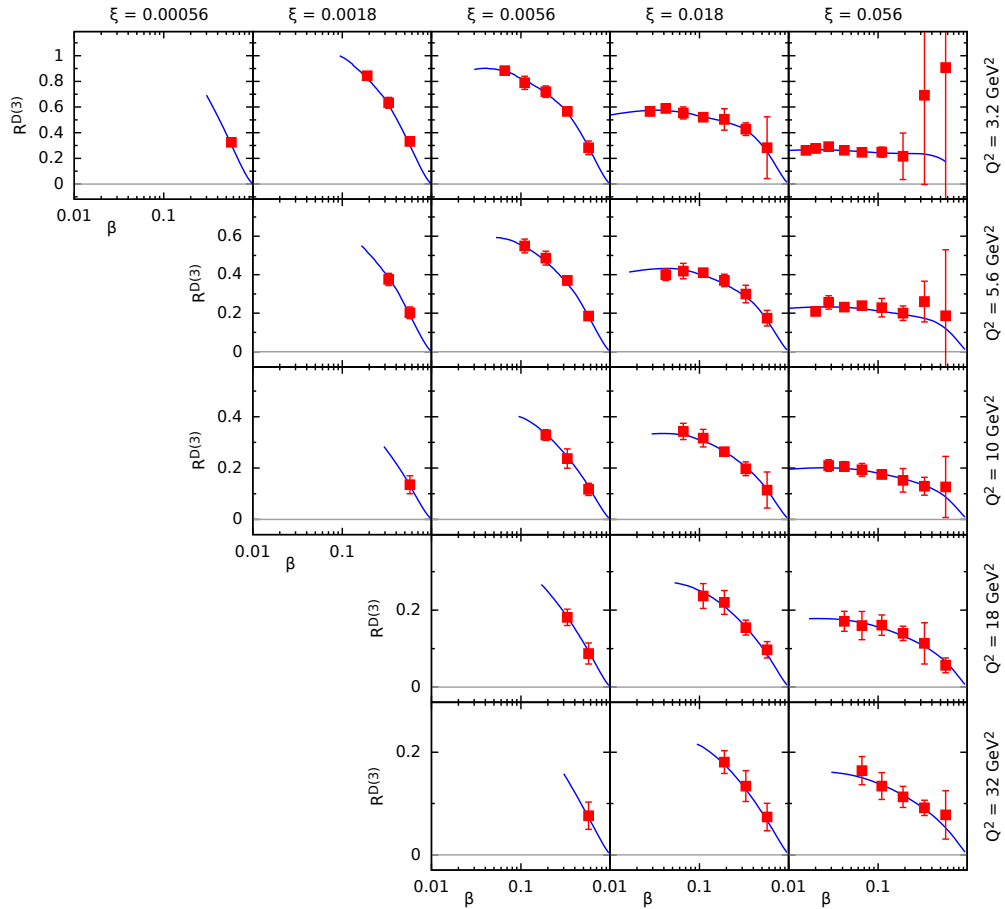 ξ = 0.00056 ξ = 0.0018 ξ = 0.0056 ξ = 0.018 ξ = 0.056
1
0.8
0.6
0.4
0.2
0
R^D(3)
Q² = 3.2 GeV²
0.01 0.1
β
0.6
0.4
0.2
0
R^D(3)
Q² = 5.6 GeV²
0.4
0.2
0
R^D(3)
Q² = 10 GeV²
0.01 0.1
β
0.2
0
R^D(3)
Q² = 18 GeV²
0.2
0
R^D(3)
Q² = 32 GeV²
0.01 0.1 0.01 0.1 0.01 0.1
β β β